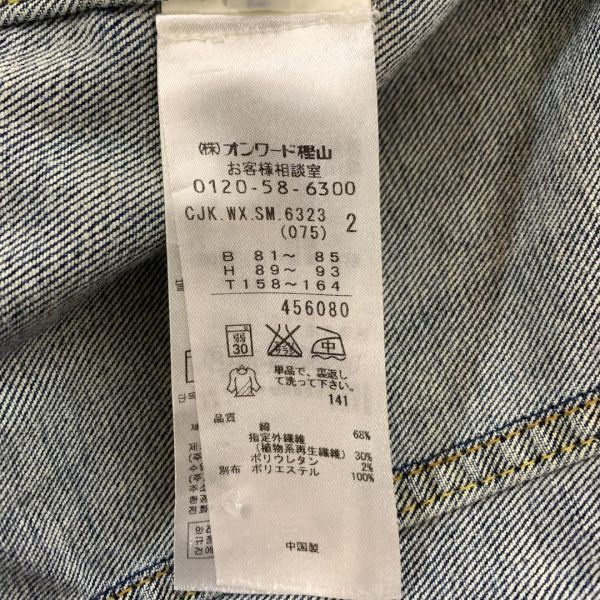 (株)オンワード樫山
お客様相談室
0120-58-6300
CJK.WX.SM.6323
(075)
2
B 81~ 85
H 89~ 93
T 158~164
456080
弱
30
中
単品で、裏返し
て洗って下さい。
141
品質
綿 68%
指定外繊維
(植物系再生繊維) 30%
ポリウレタン 2%
別布 ポリエステル 100%
中国製